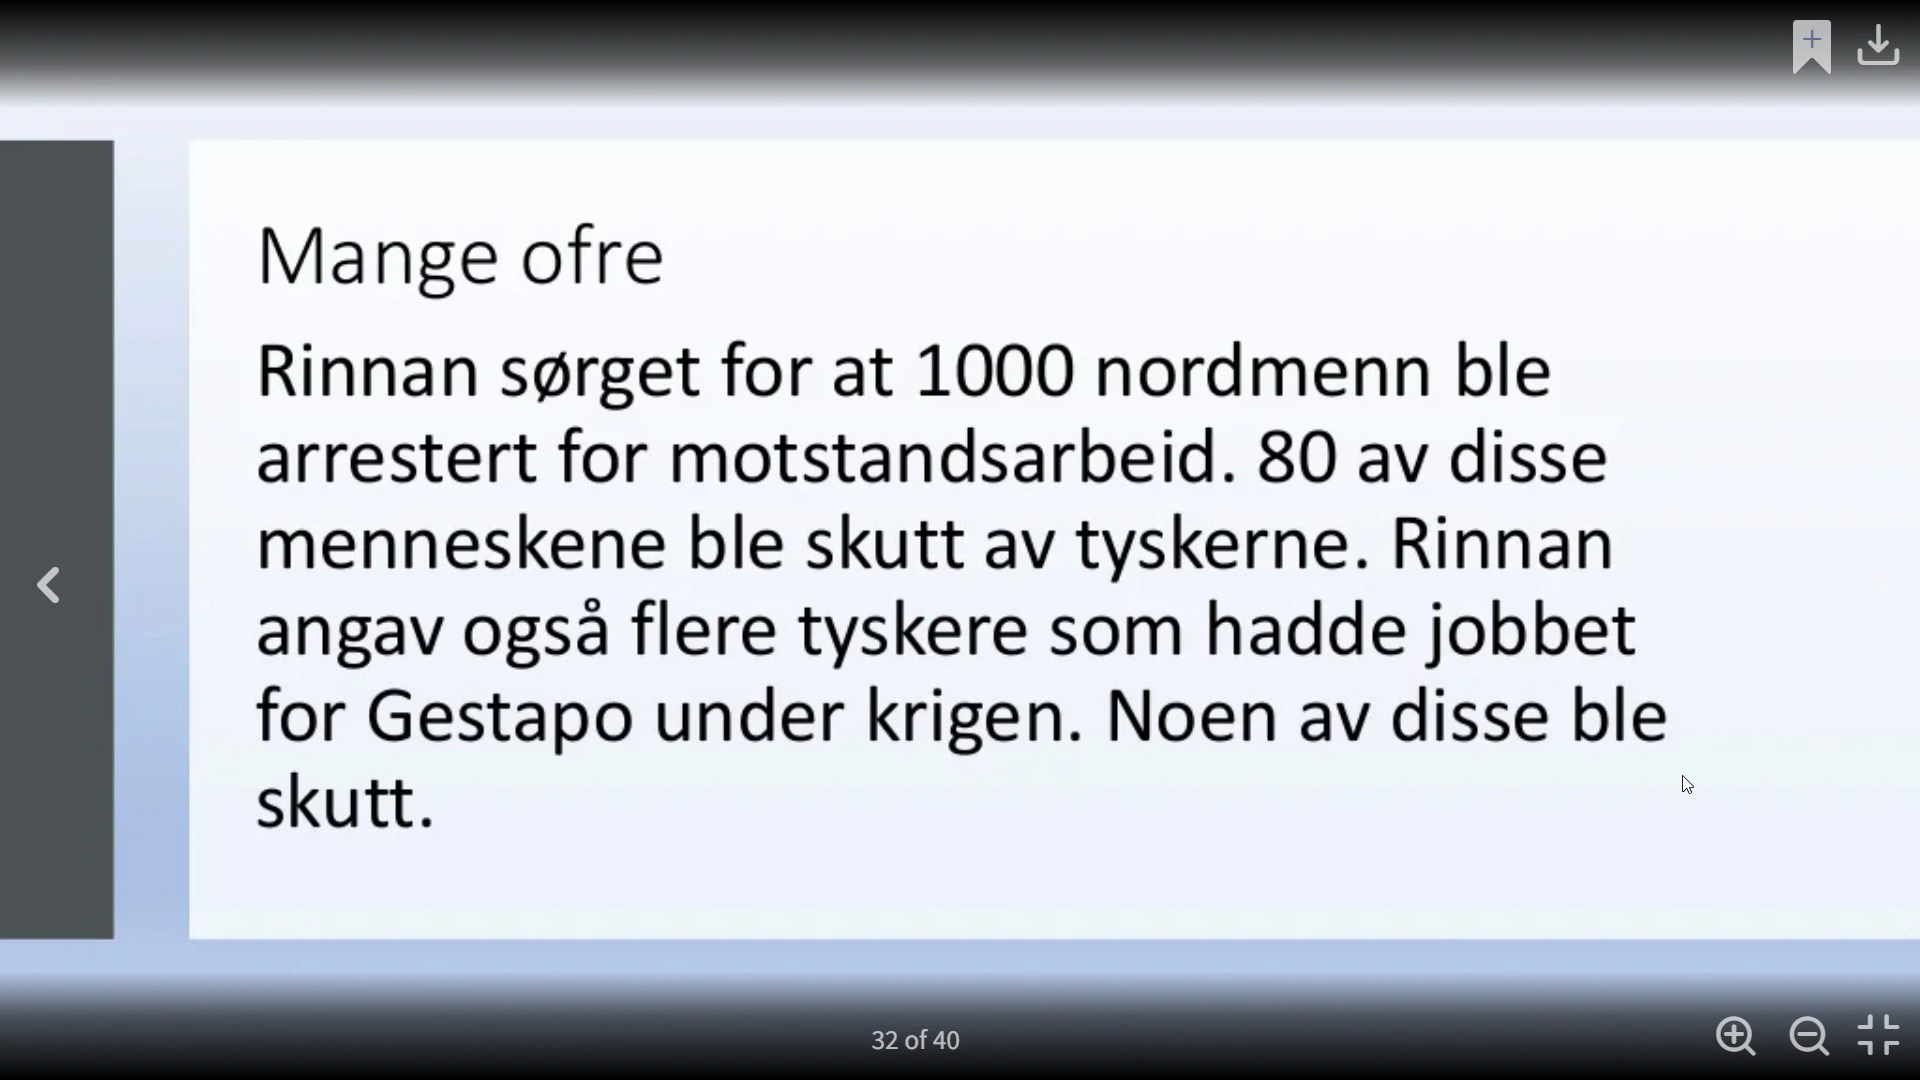 Mange ofre
Rinnan sørget for at 1000 nordmenn ble
arrestert for motstandsarbeid. 80 av disse
menneskene ble skutt av tyskerne. Rinnan
angav også flere tyskere som hadde jobbet
for Gestapo under krigen. Noen av disse ble
skutt.
32 of 40